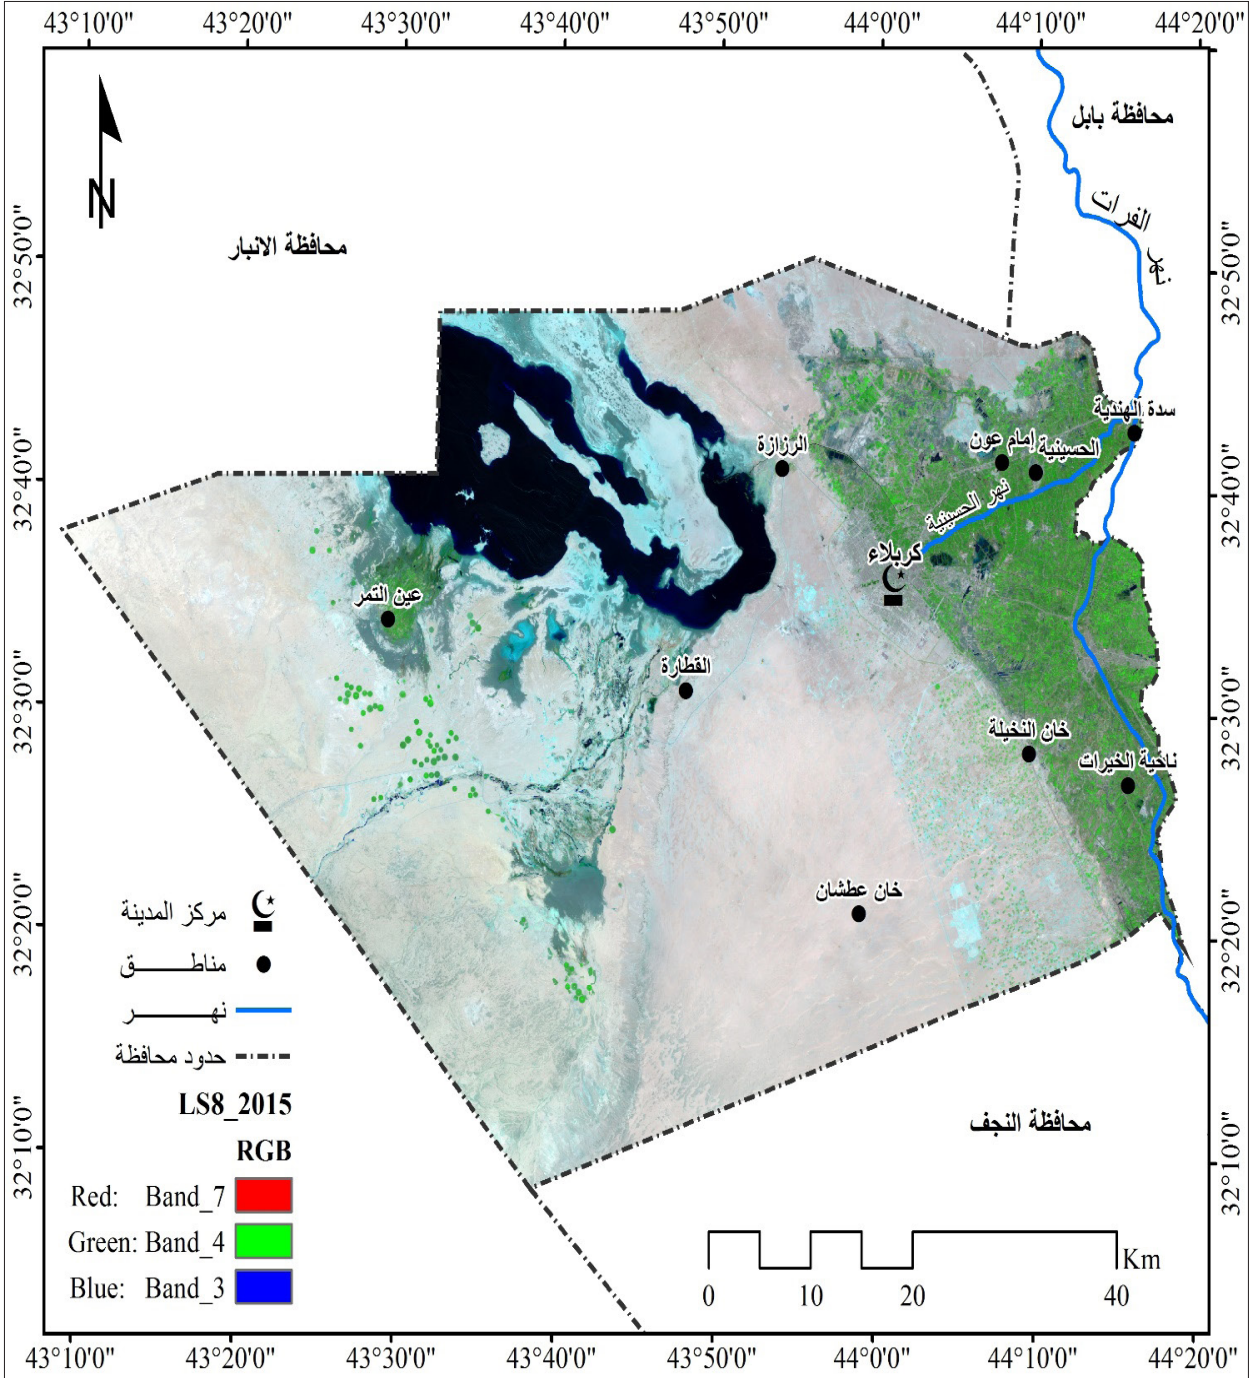 43°10'0" 43°20'0" 43°30'0" 43°40'0" 43°50'0" 44°0'0" 44°10'0" 44°20'0"
محافظة بابل
نهر الفرات
محافظة الانبار
32°50'0" 32°50'0"
سدة الهندية
الحسينية
إمام عون
الرزازة
32°40'0" 32°40'0"
نهر الحسينية
كربلاء
عين التمر
القطارة
32°30'0" 32°30'0"
خان النخيلة
ناحية الخيرات
خان عطشان
32°20'0" 32°20'0"
مركز المدينة
مناطــــــق
نهـــــــــر
حدود محافظة
LS8_2015
RGB
محافظة النجف
32°10'0" 32°10'0"
Red: Band_7
Green: Band_4
Blue: Band_3
Km
0 10 20 40
43°10'0" 43°20'0" 43°30'0" 43°40'0" 43°50'0" 44°0'0" 44°10'0" 44°20'0"
N